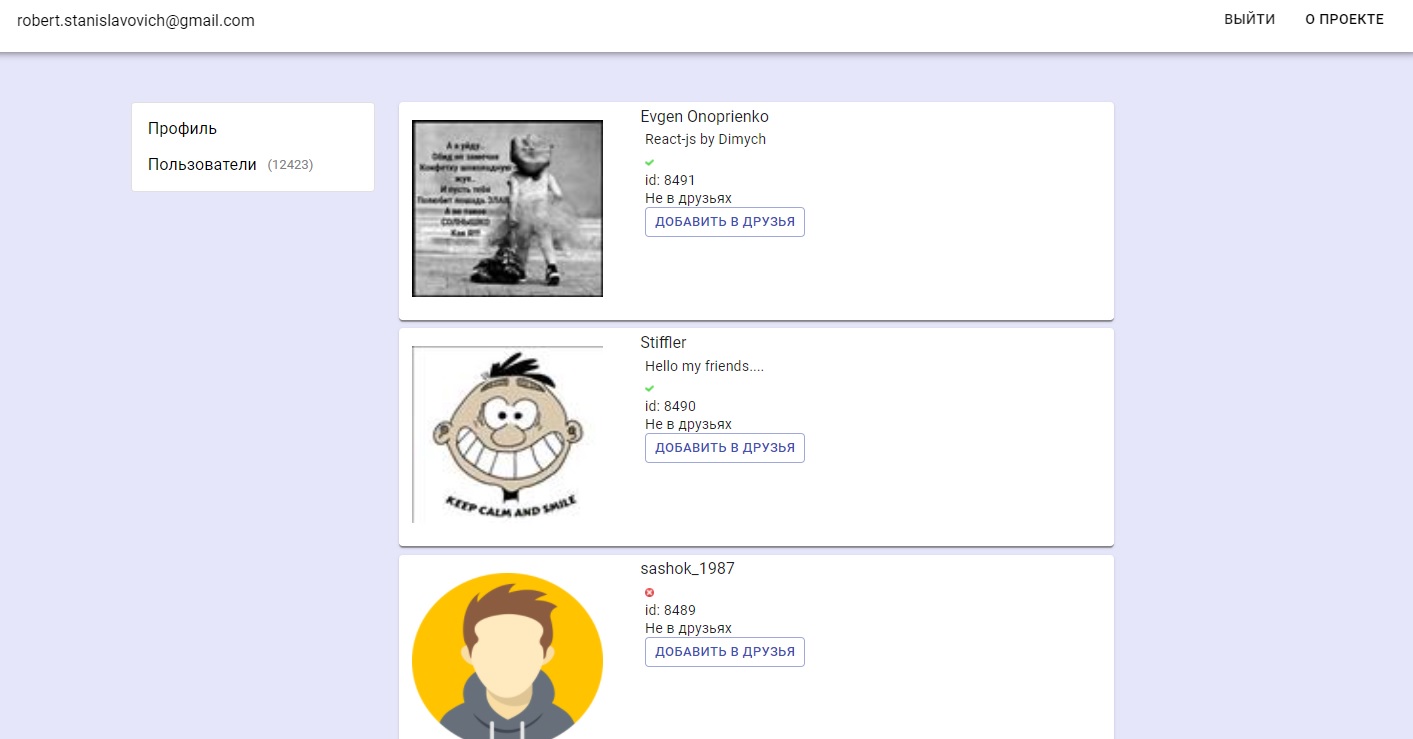 robert.stanislavovich@gmail.com
ВЫЙТИ
О ПРОЕКТЕ
Профиль
Пользователи (12423)
Evgen Onoprienko
React-js by Dimych
id: 8491
Не в друзьях
ДОБАВИТЬ В ДРУЗЬЯ
А я уйду..
Обид не замечая
Конфетку шоколадную
жуя..
И пусть тебя
Полюбит лошадь ЗЛАЯ
А не такое
СОЛНЫШКО
Как Я!!!
Stiffler
Hello my friends....
id: 8490
Не в друзьях
ДОБАВИТЬ В ДРУЗЬЯ
KEEP CALM AND SMILE
sashok_1987
id: 8489
Не в друзьях
ДОБАВИТЬ В ДРУЗЬЯ